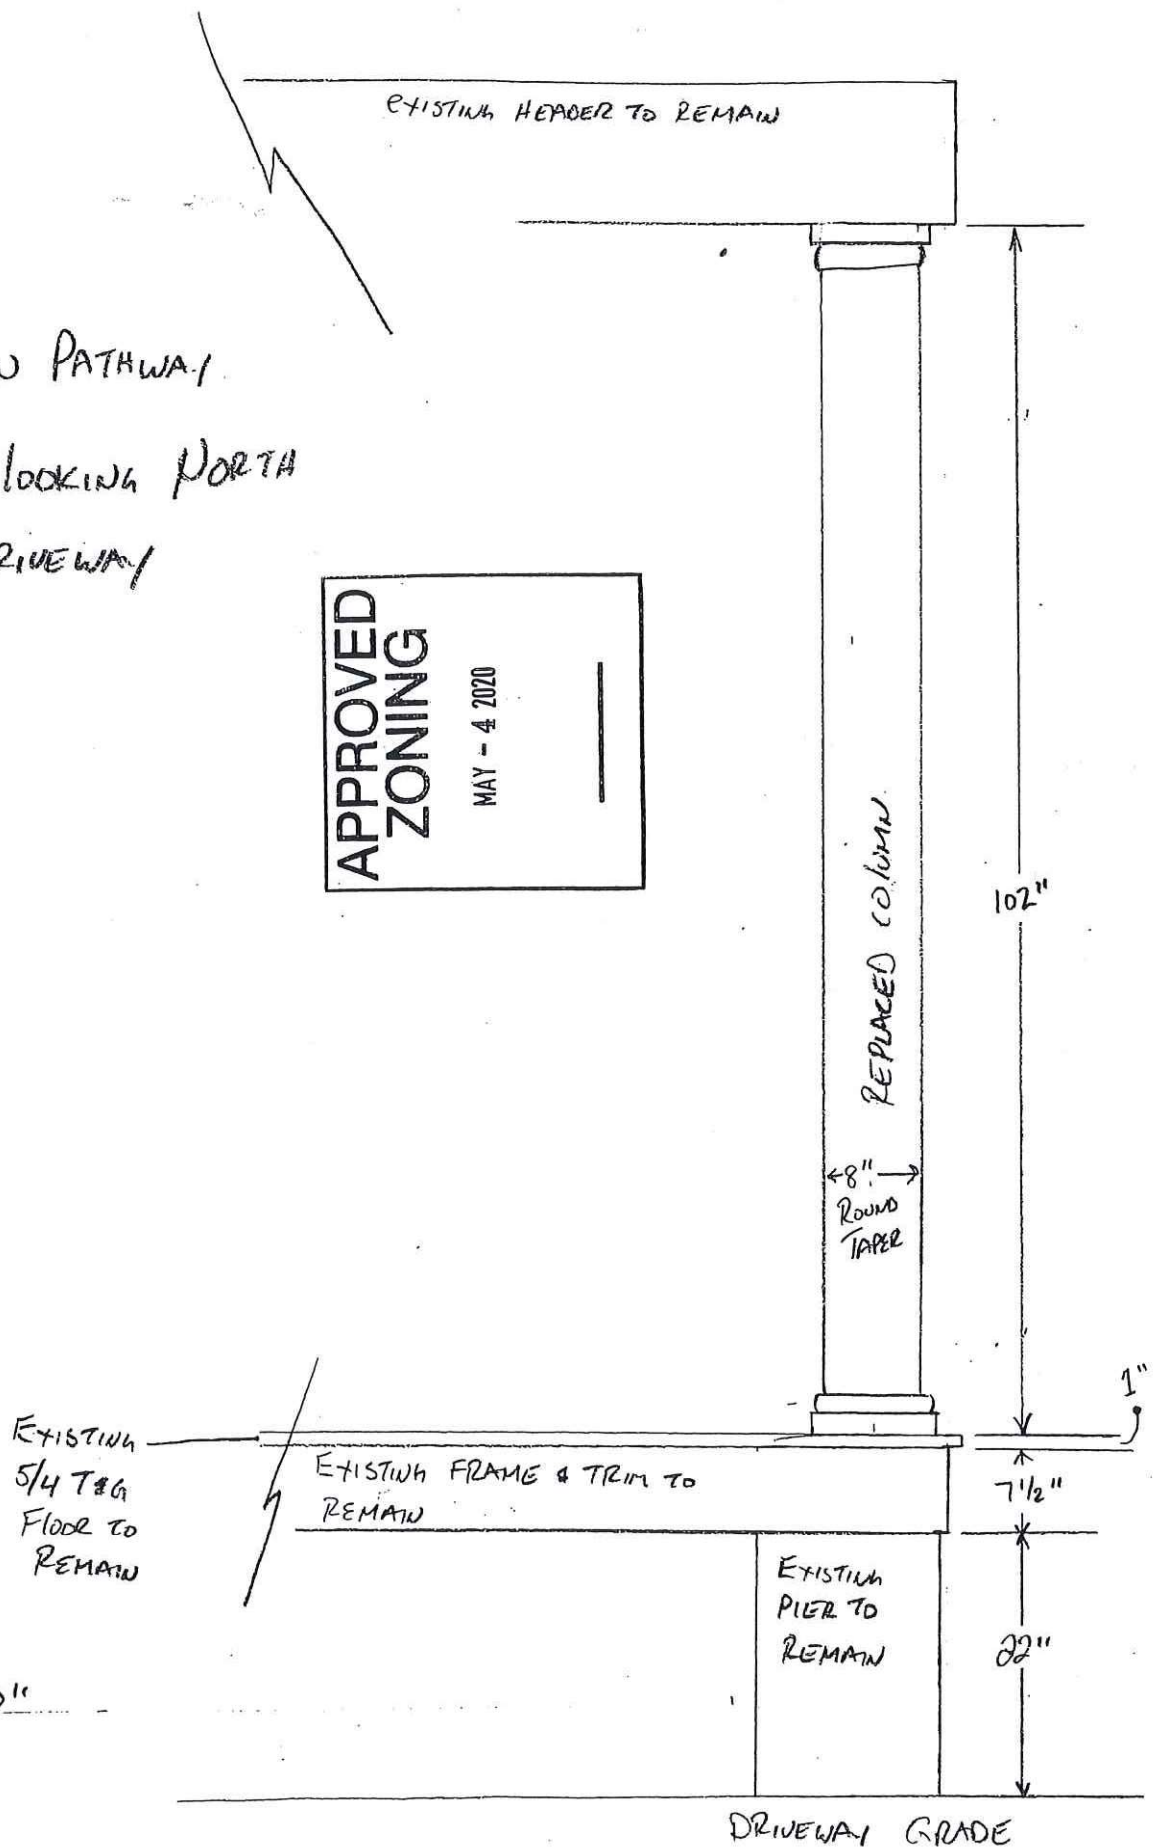 EXISTING HEADER TO REMAIN
PATHWAY
LOOKING NORTH
APPROVED
ZONING
MAY - 4 2020
REPLACED COLUMN
102"
8"
ROUND
TAPER
1"
EXISTING
5/4 T&G
FLOOR TO
REMAIN
EXISTING FRAME & TRIM TO
REMAIN
7 1/2"
EXISTING
PIER TO
REMAIN
22"
DRIVEWAY GRADE